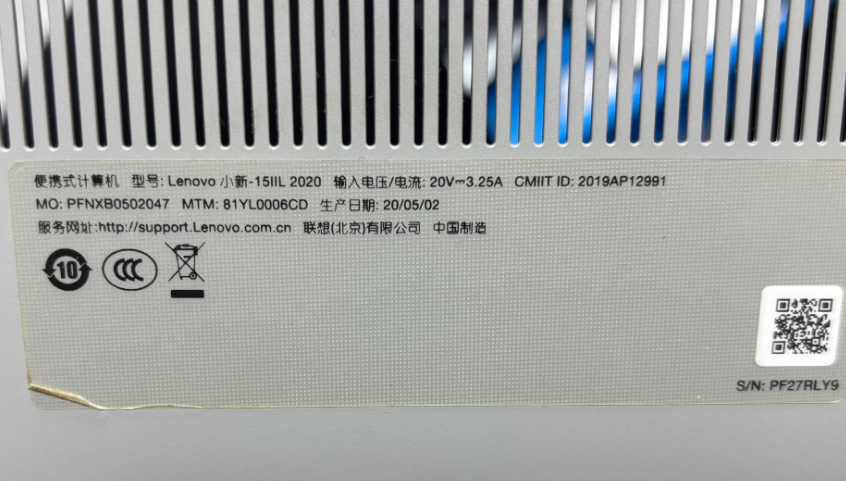 便携式计算机 型号: Lenovo 小新-15IIL 2020 输入电压/电流: 20V⎓3.25A CMIIT ID: 2019AP12991
MO: PFNXB0502047 MTM: 81YL0006CD 生产日期: 20/05/02
服务网址:http://support.Lenovo.com.cn 联想(北京)有限公司 中国制造
10 CCC
S/N: PF27RLY9